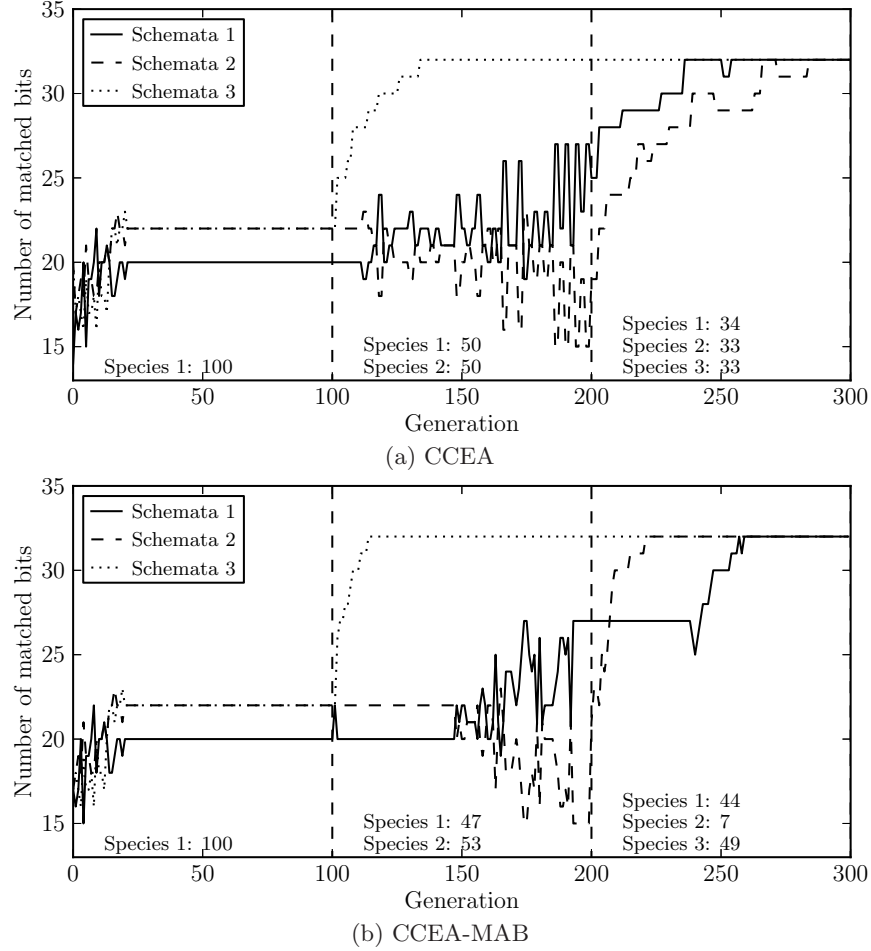 35
30
25
20
15
Number of matched bits
Schemata 1
Schemata 2
Schemata 3
Species 1: 100
Species 1: 50
Species 2: 50
Species 1: 34
Species 2: 33
Species 3: 33
0 50 100 150 200 250 300
Generation
(a) CCEA
35
30
25
20
15
Number of matched bits
Schemata 1
Schemata 2
Schemata 3
Species 1: 100
Species 1: 47
Species 2: 53
Species 1: 44
Species 2: 7
Species 3: 49
0 50 100 150 200 250 300
Generation
(b) CCEA-MAB